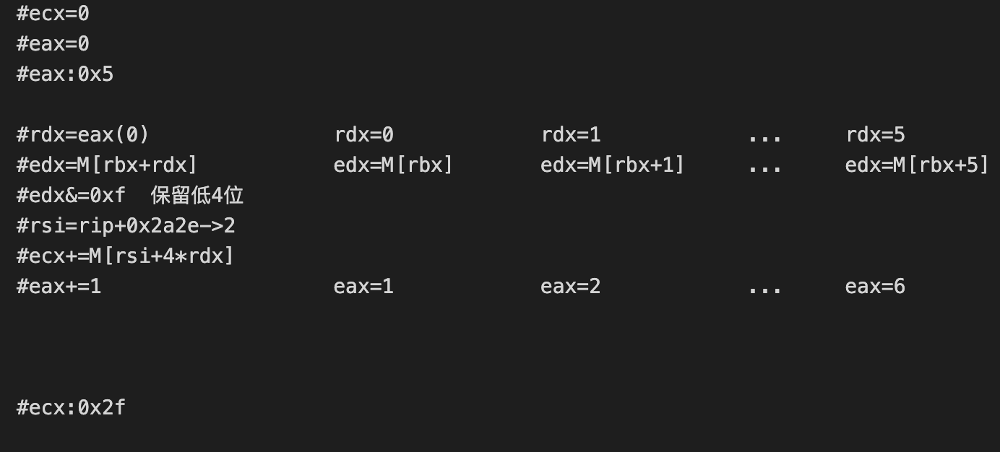 #ecx=0
#eax=0
#eax:0x5
#rdx=eax(0) rdx=0 rdx=1 ... rdx=5
#edx=M[rbx+rdx] edx=M[rbx] edx=M[rbx+1] ... edx=M[rbx+5]
#edx&=0xf 保留低4位
#rsi=rip+0x2a2e->2
#ecx+=M[rsi+4*rdx]
#eax+=1 eax=1 eax=2 ... eax=6
#ecx:0x2f